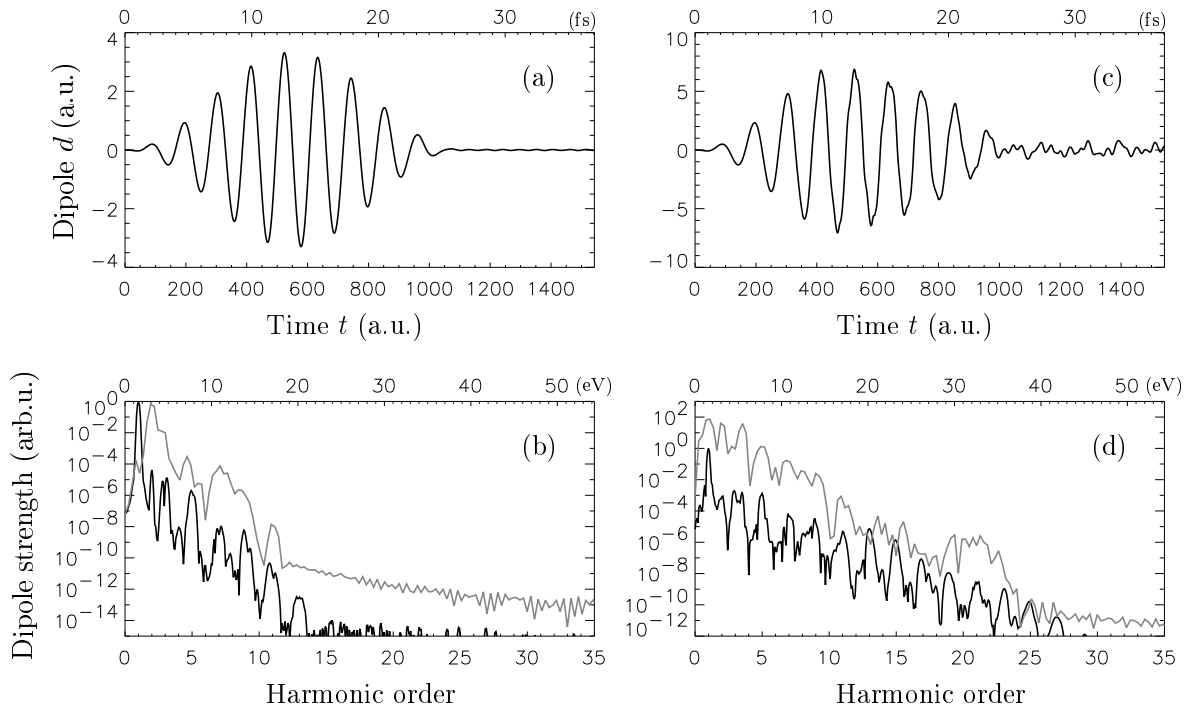 0 10 20 30 (fs)
4
2
0
−2
−4
Dipole d (a.u.)
(a)
0 200 400 600 800 1000 1200 1400
Time t (a.u.)
0 10 20 30 (fs)
10
5
0
−5
−10
(c)
0 200 400 600 800 1000 1200 1400
Time t (a.u.)
0 10 20 30 40 50 (eV)
10^0
10^−2
10^−4
10^−6
10^−8
10^−10
10^−12
10^−14
Dipole strength (arb.u.)
(b)
0 5 10 15 20 25 30 35
Harmonic order
0 10 20 30 40 50 (eV)
10^2
10^0
10^−2
10^−4
10^−6
10^−8
10^−10
10^−12
(d)
0 5 10 15 20 25 30 35
Harmonic order